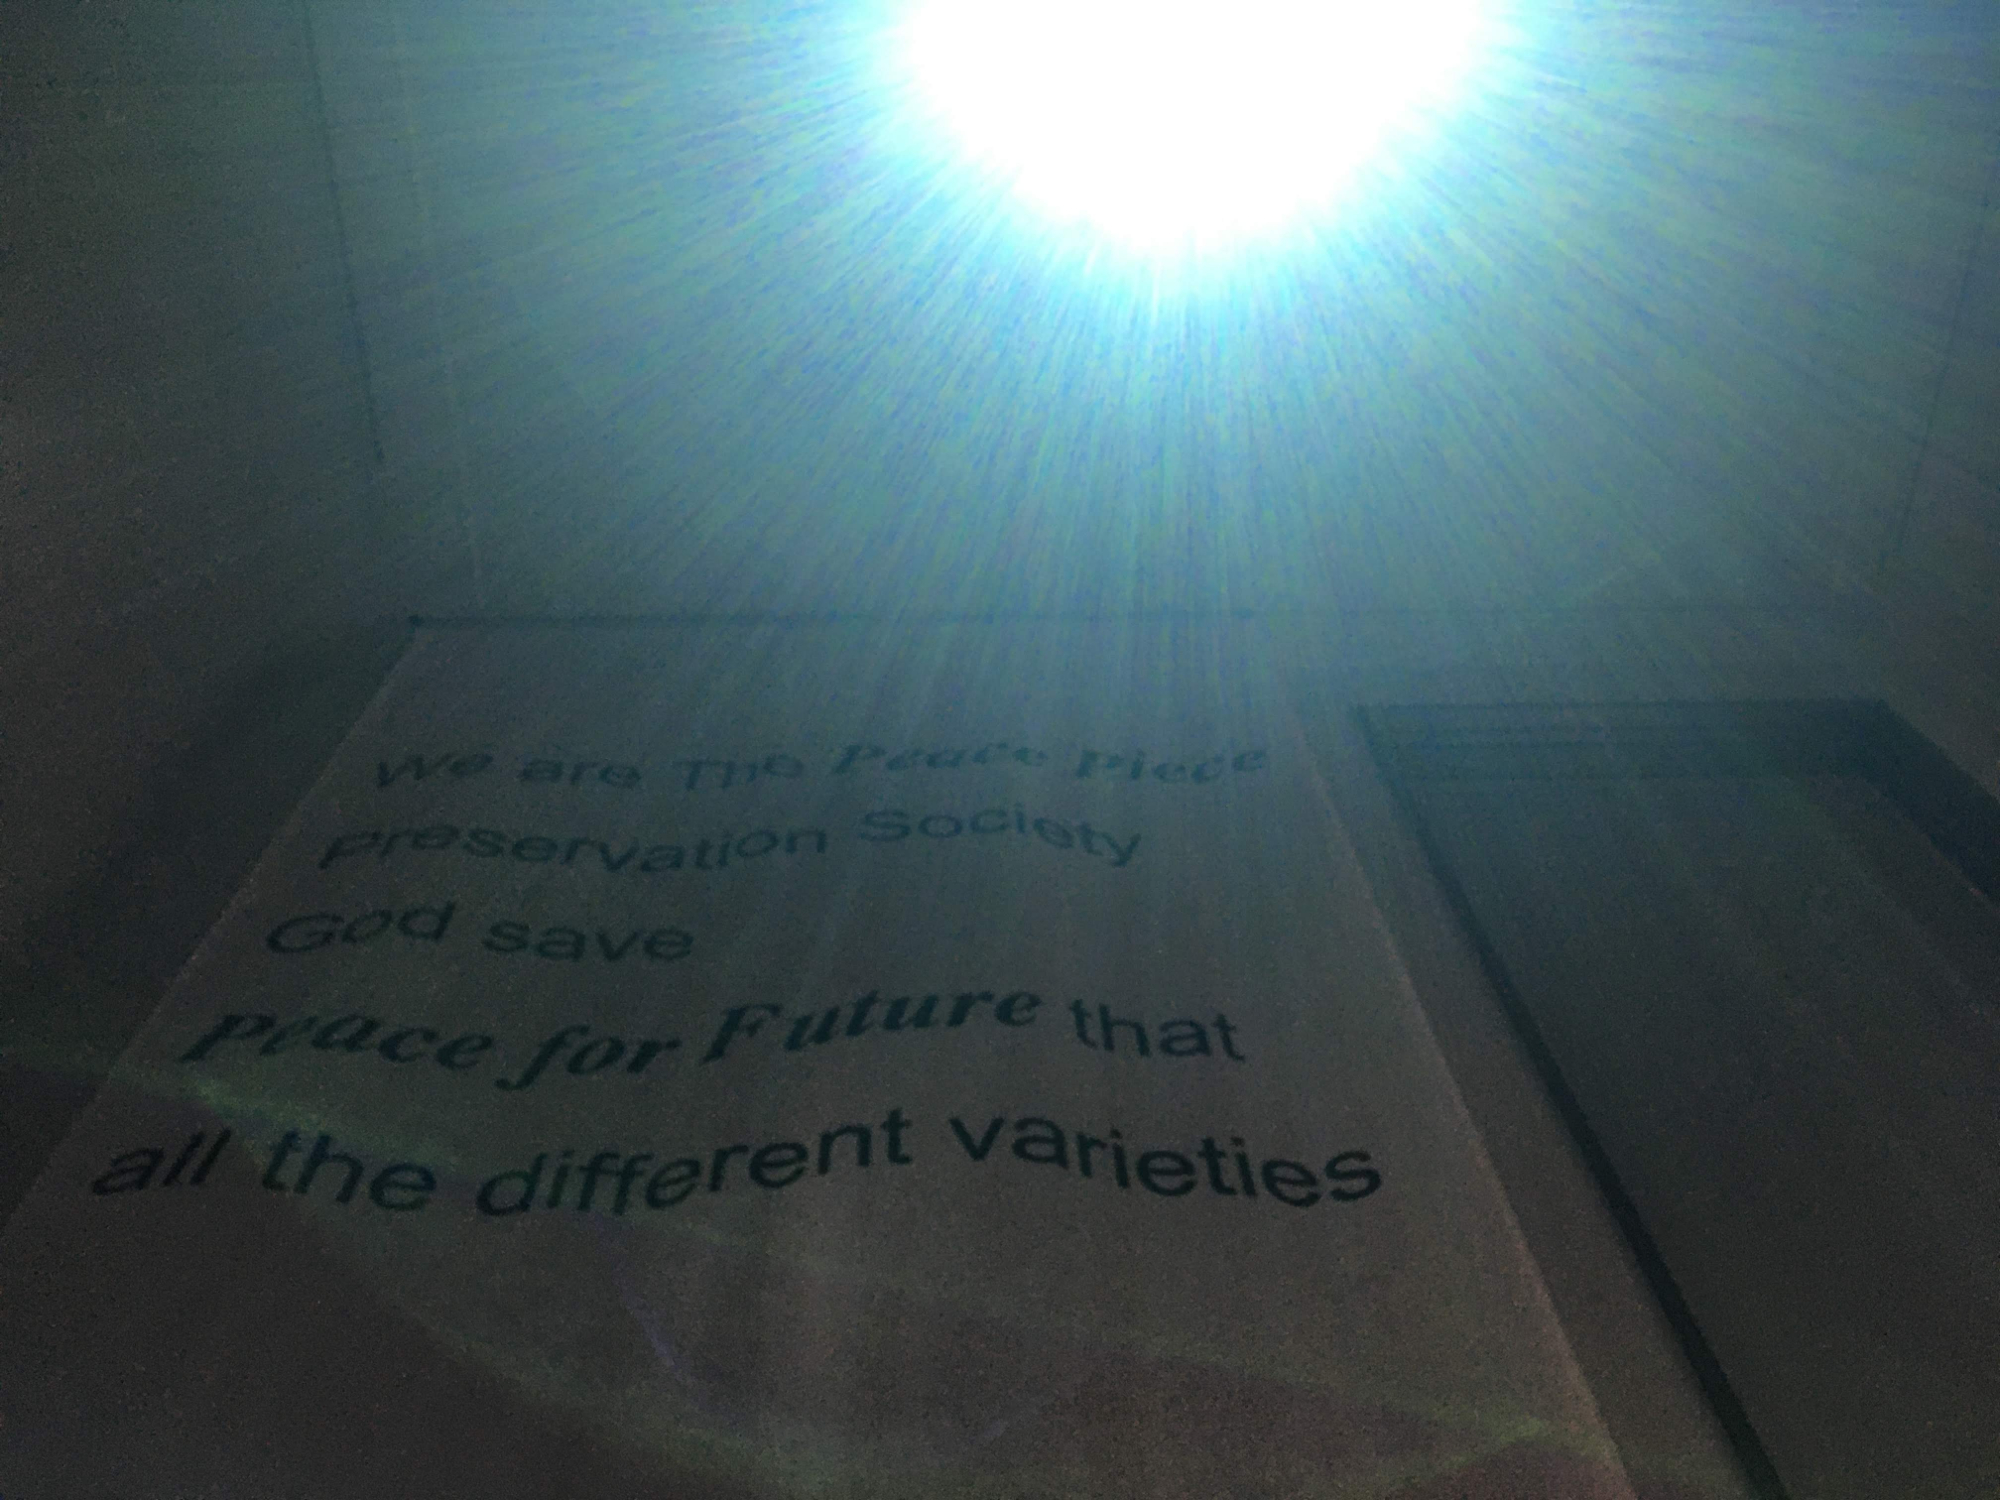 We are The Peace piece
preservation Society
God save
peace for Future that
all the different varieties